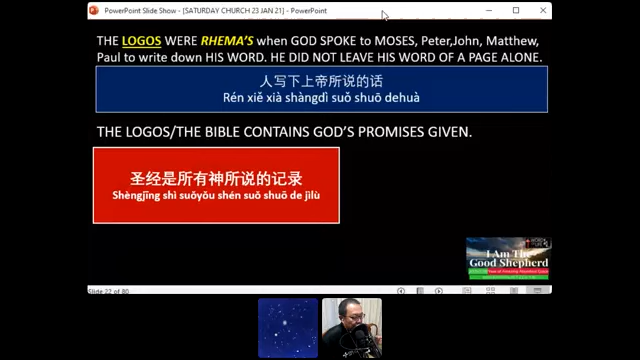 PowerPoint Slide Show - [SATURDAY CHURCH 23 JAN 21] - PowerPoint
THE LOGOS WERE RHEMA'S when GOD SPOKE to MOSES, Peter,John, Matthew,
Paul to write down HIS WORD. HE DID NOT LEAVE HIS WORD OF A PAGE ALONE.
人写下上帝所说的话
Rén xiě xià shàngdì suǒ shuō dehuà
THE LOGOS/THE BIBLE CONTAINS GOD'S PROMISES GIVEN.
圣经是所有神所说的记录
Shèngjīng shì suǒyǒu shén suǒ shuō de jìlù
I Am The
Good Shepherd
Slide 22 of 80